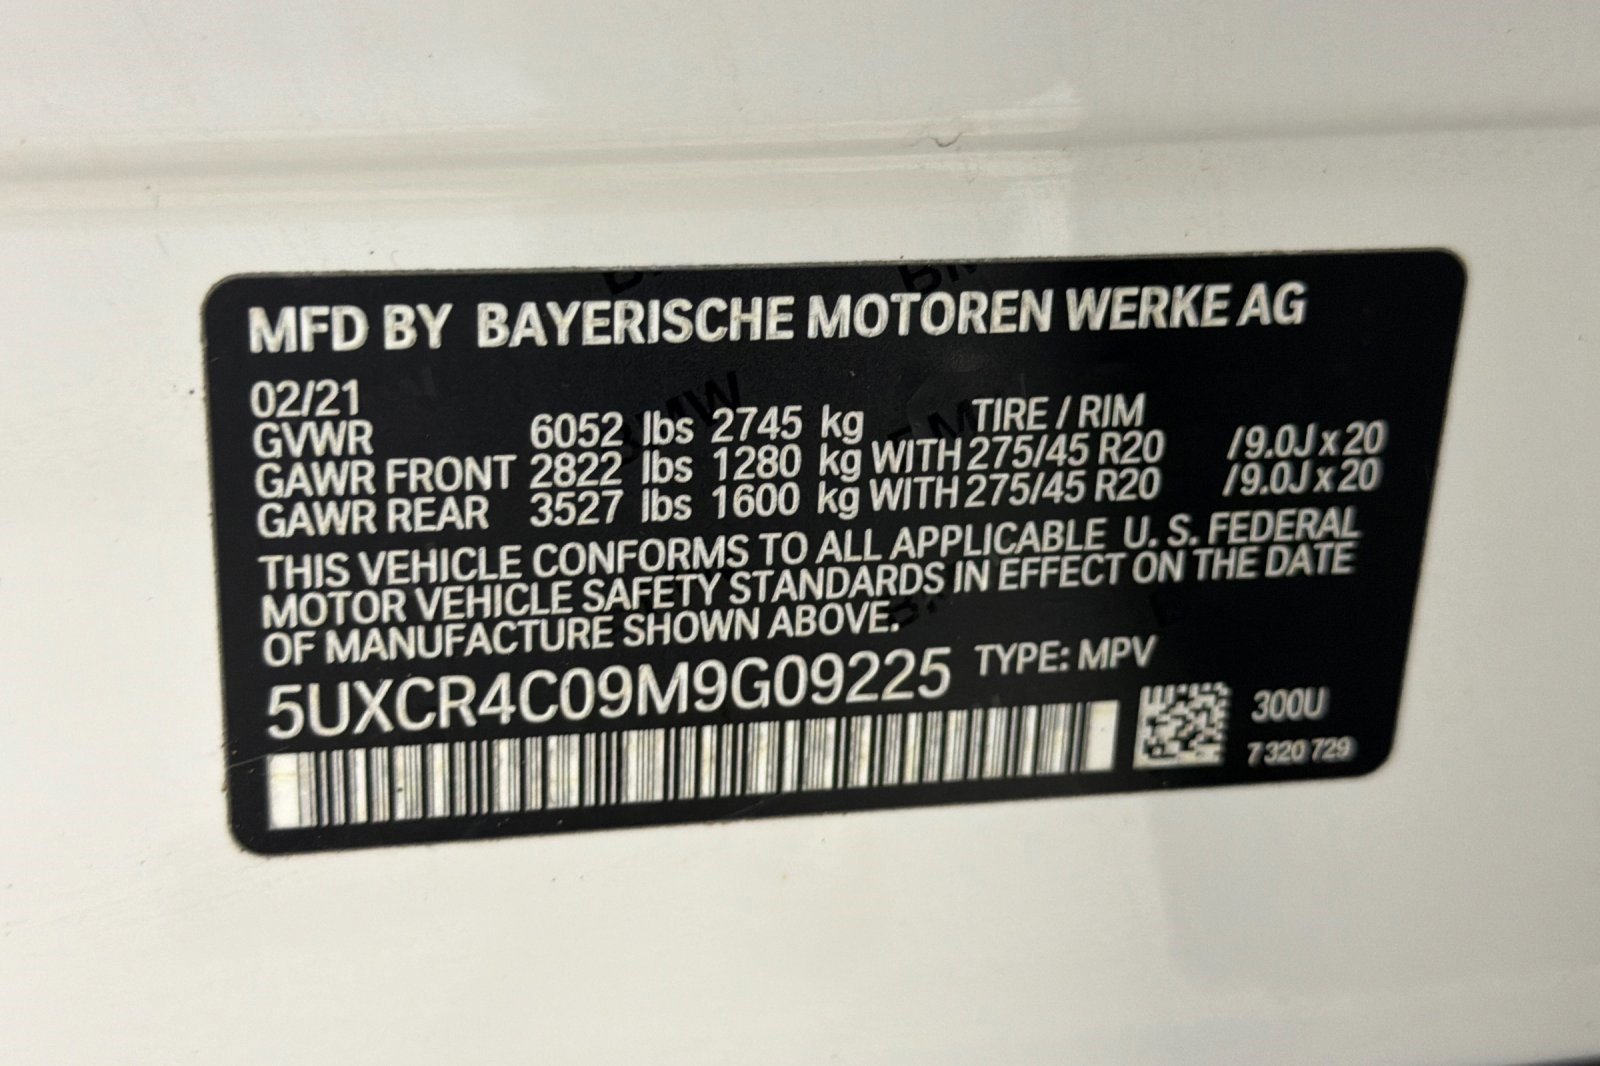 MFD BY BAYERISCHE MOTOREN WERKE AG
02/21
TIRE / RIM
GVWR 6052 lbs 2745 kg
GAWR FRONT 2822 lbs 1280 kg WITH 275/45 R20 /9.0J x 20
GAWR REAR 3527 lbs 1600 kg WITH 275/45 R20 /9.0J x 20
THIS VEHICLE CONFORMS TO ALL APPLICABLE U. S. FEDERAL
MOTOR VEHICLE SAFETY STANDARDS IN EFFECT ON THE DATE
OF MANUFACTURE SHOWN ABOVE.
5UXCR4C09M9G09225 TYPE: MPV
300U
7 320 729